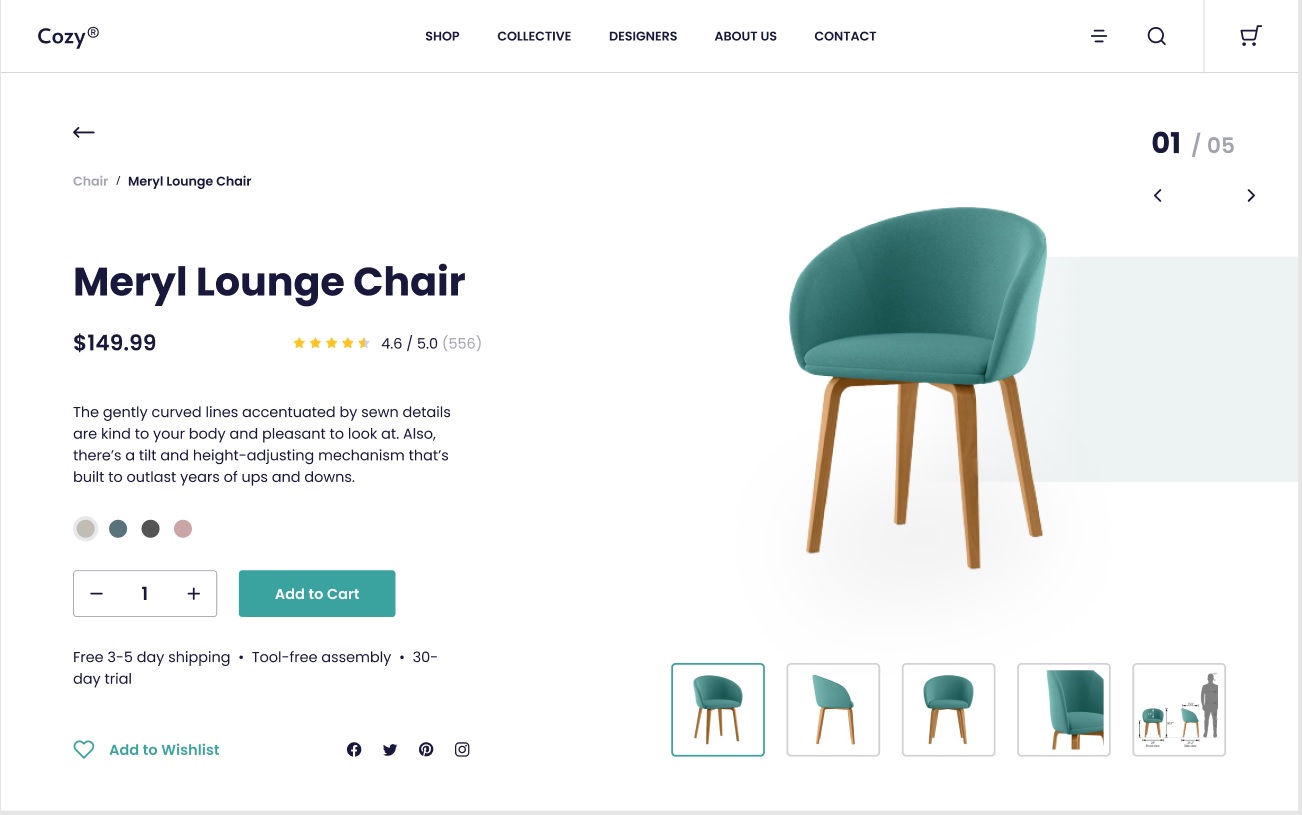 Cozy®
SHOP
COLLECTIVE
DESIGNERS
ABOUT US
CONTACT
01 / 05
Chair / Meryl Lounge Chair
Meryl Lounge Chair
$149.99
4.6 / 5.0 (556)
The gently curved lines accentuated by sewn details
are kind to your body and pleasant to look at. Also,
there’s a tilt and height-adjusting mechanism that’s
built to outlast years of ups and downs.
1
Add to Cart
Free 3-5 day shipping • Tool-free assembly • 30-
day trial
Add to Wishlist